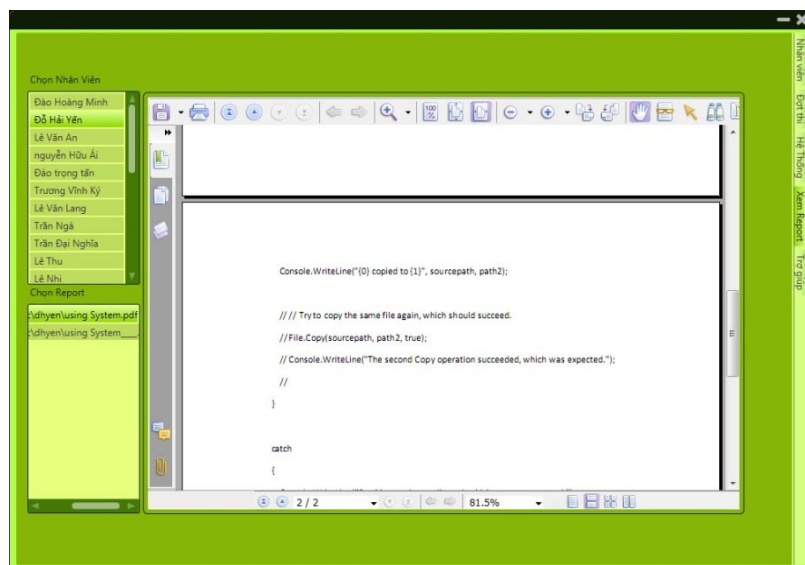 Chọn Nhân Viên
Đào Hoàng Minh
Đỗ Hải Yến
Lê Văn An
nguyễn Hữu Ái
Đào trọng tấn
Trương Vĩnh Ký
Lê Văn Lang
Trần Ngà
Trần Đại Nghĩa
Lê Thu
Lê Nhi
Chọn Report
:\dhyen\using System.pdf
:\dhyen\using System___.
Console.WriteLine("{0} copied to {1}", sourcepath, path2);
// // Try to copy the same file again, which should succeed.
//File.Copy(sourcepath, path2, true);
// Console.WriteLine("The second Copy operation succeeded, which was expected.");
//
}
catch
{
2 / 2
81.5%
Nhân viên
Đợt thi
Hệ Thống
Xem Report
Trợ giúp